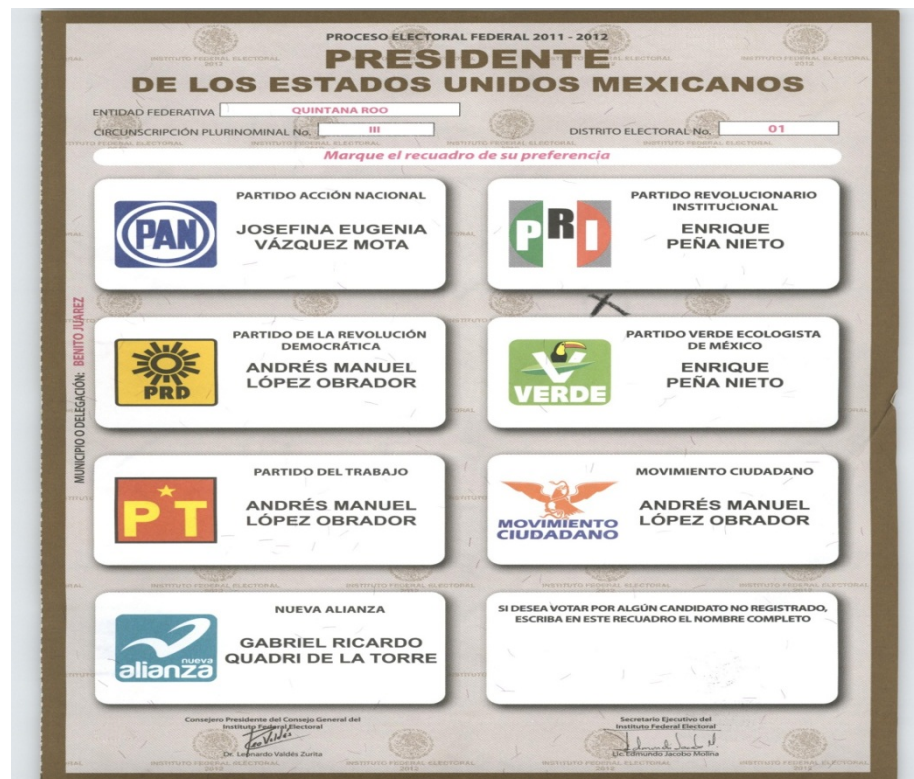 PROCESO ELECTORAL FEDERAL 2011 - 2012
PRESIDENTE
DE LOS ESTADOS UNIDOS MEXICANOS
ENTIDAD FEDERATIVA QUINTANA ROO
CIRCUNSCRIPCIÓN PLURINOMINAL No. III DISTRITO ELECTORAL No. 01
Marque el recuadro de su preferencia
MUNICIPIO O DELEGACIÓN: BENITO JUAREZ
PAN
PARTIDO ACCIÓN NACIONAL
JOSEFINA EUGENIA
VÁZQUEZ MOTA
PRI
PARTIDO REVOLUCIONARIO
INSTITUCIONAL
ENRIQUE
PEÑA NIETO
PRD
PARTIDO DE LA REVOLUCIÓN
DEMOCRÁTICA
ANDRÉS MANUEL
LÓPEZ OBRADOR
VERDE
PARTIDO VERDE ECOLOGISTA
DE MÉXICO
ENRIQUE
PEÑA NIETO
PT
PARTIDO DEL TRABAJO
ANDRÉS MANUEL
LÓPEZ OBRADOR
MOVIMIENTO
CIUDADANO
MOVIMIENTO CIUDADANO
ANDRÉS MANUEL
LÓPEZ OBRADOR
nueva
alianza
NUEVA ALIANZA
GABRIEL RICARDO
QUADRI DE LA TORRE
SI DESEA VOTAR POR ALGÚN CANDIDATO NO REGISTRADO,
ESCRIBA EN ESTE RECUADRO EL NOMBRE COMPLETO
Consejero Presidente del Consejo General del
Instituto Federal Electoral
Dr. Leonardo Valdés Zurita
Secretario Ejecutivo del
Instituto Federal Electoral
Lic. Edmundo Jacobo Molina